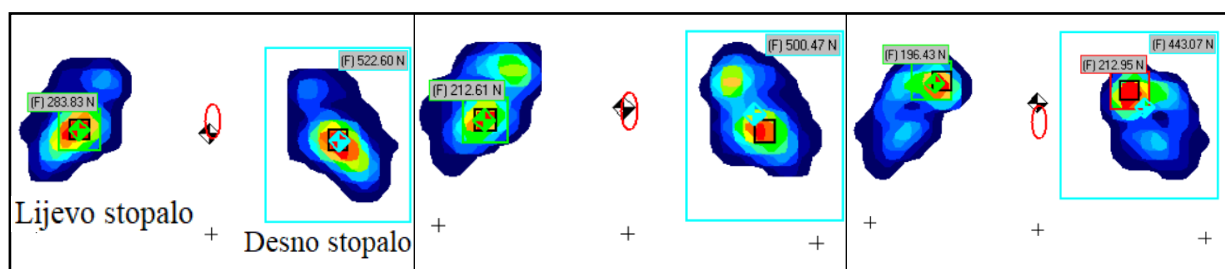 (F) 283.83 N
(F) 522.60 N
Lijevo stopalo
Desno stopalo
(F) 212.61 N
(F) 500.47 N
(F) 196.43 N
(F) 212.95 N
(F) 443.07 N